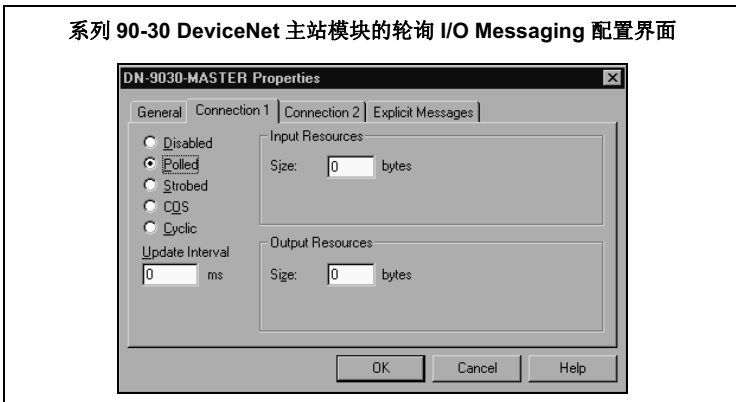 系列 90-30 DeviceNet 主站模块的轮询 I/O Messaging 配置界面
DN-9030-MASTER Properties
General Connection 1 Connection 2 Explicit Messages
Disabled
Polled
Strobed
COS
Cyclic
Update Interval
0 ms
Input Resources
Size: 0 bytes
Output Resources
Size: 0 bytes
OK Cancel Help